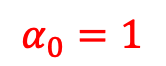 α₀ = 1